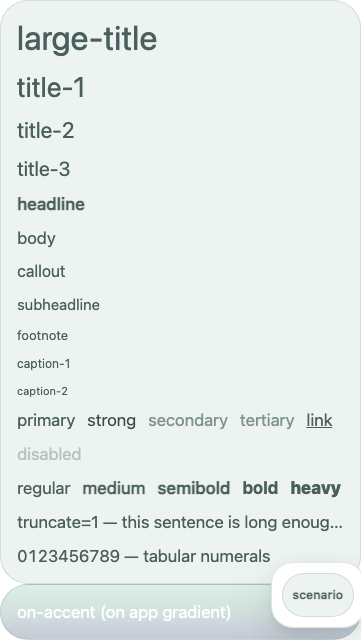 large-title
title-1
title-2
title-3
headline
body
callout
subheadline
footnote
caption-1
caption-2
primary strong secondary tertiary link
disabled
regular medium semibold bold heavy
truncate=1 — this sentence is long enoug...
0123456789 — tabular numerals
scenario
on-accent (on app gradient)